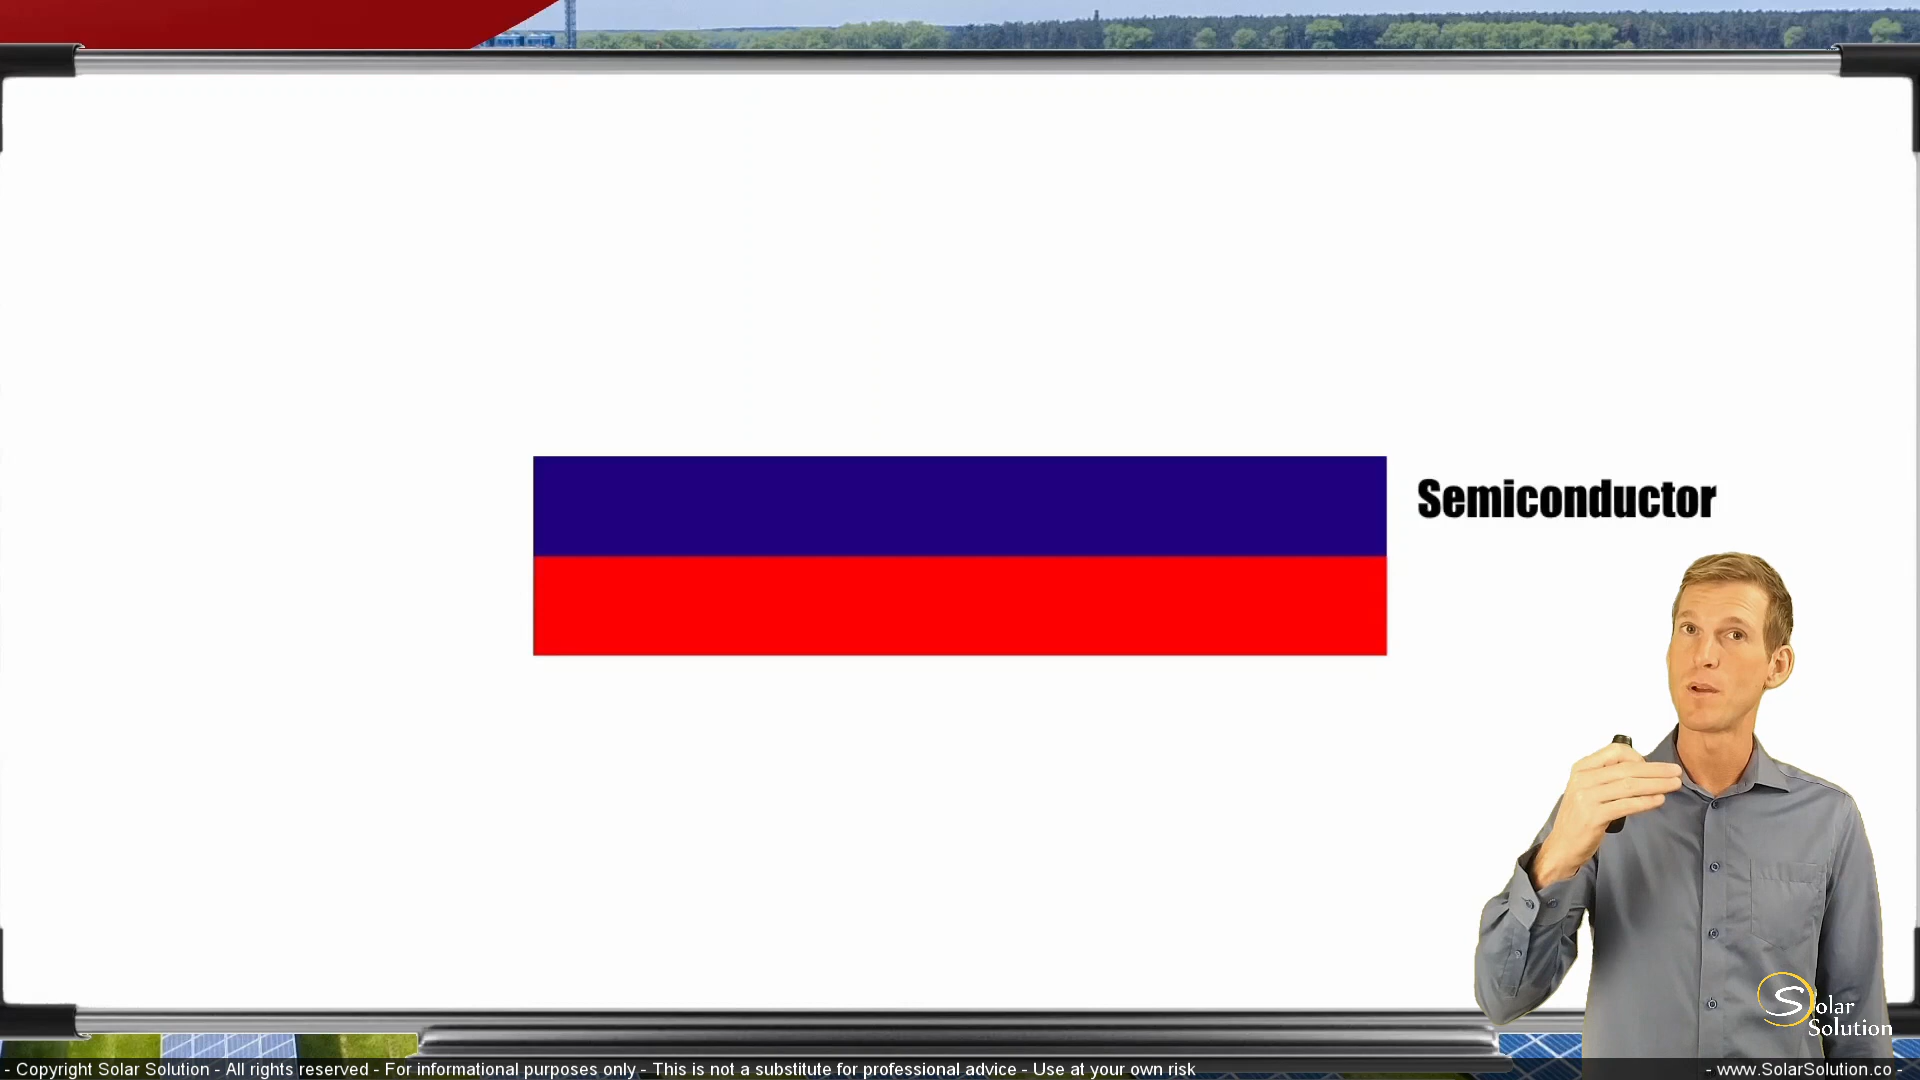 Semiconductor
Solar
Solution
- Copyright Solar Solution - All rights reserved - For informational purposes only - This is not a substitute for professional advice - Use at your own risk
- www.SolarSolution.co -